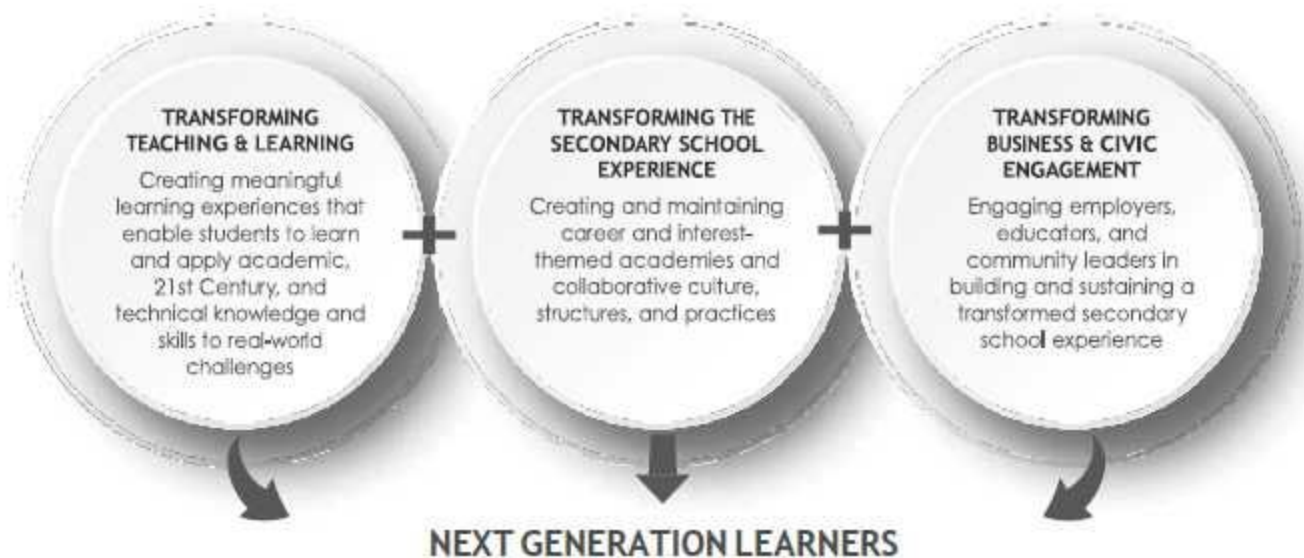 TRANSFORMING
TEACHING & LEARNING
Creating meaningful
learning experiences that
enable students to learn
and apply academic,
21st Century, and
technical knowledge and
skills to real-world
challenges
+
TRANSFORMING THE
SECONDARY SCHOOL
EXPERIENCE
Creating and maintaining
career and interest-
themed academies and
collaborative culture,
structures, and practices
+
TRANSFORMING
BUSINESS & CIVIC
ENGAGEMENT
Engaging employers,
educators, and
community leaders in
building and sustaining a
transformed secondary
school experience
NEXT GENERATION LEARNERS